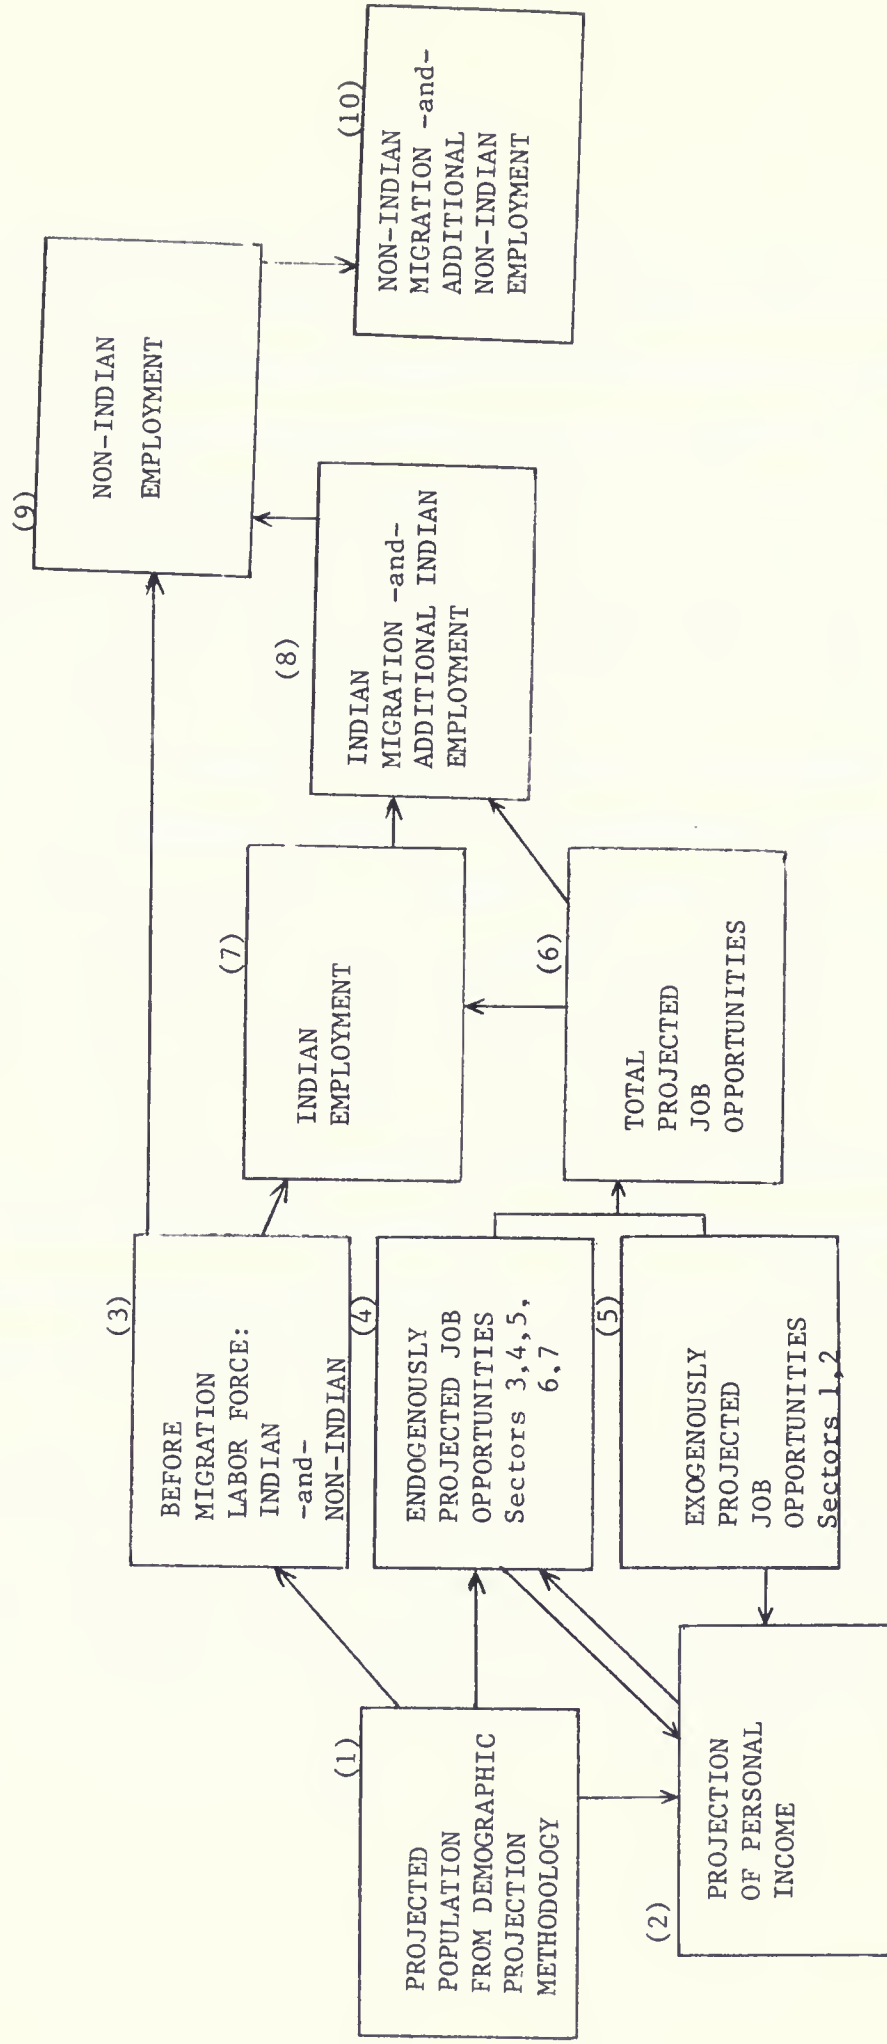 (1)
PROJECTED
POPULATION
FROM DEMOGRAPHIC
PROJECTION
METHODOLOGY
(2)
PROJECTION
OF PERSONAL
INCOME
(3)
BEFORE
MIGRATION
LABOR FORCE:
INDIAN
-and-
NON-INDIAN
(4)
ENDOGENOUSLY
PROJECTED JOB
OPPORTUNITIES
Sectors 3,4,5,
6,7
(5)
EXOGENOUSLY
PROJECTED
JOB
OPPORTUNITIES
Sectors 1,2
(6)
TOTAL
PROJECTED
JOB
OPPORTUNITIES
(7)
INDIAN
EMPLOYMENT
(8)
INDIAN
MIGRATION -and-
ADDITIONAL INDIAN
EMPLOYMENT
(9)
NON-INDIAN
EMPLOYMENT
(10)
NON-INDIAN
MIGRATION -and-
ADDITIONAL
NON-INDIAN
EMPLOYMENT